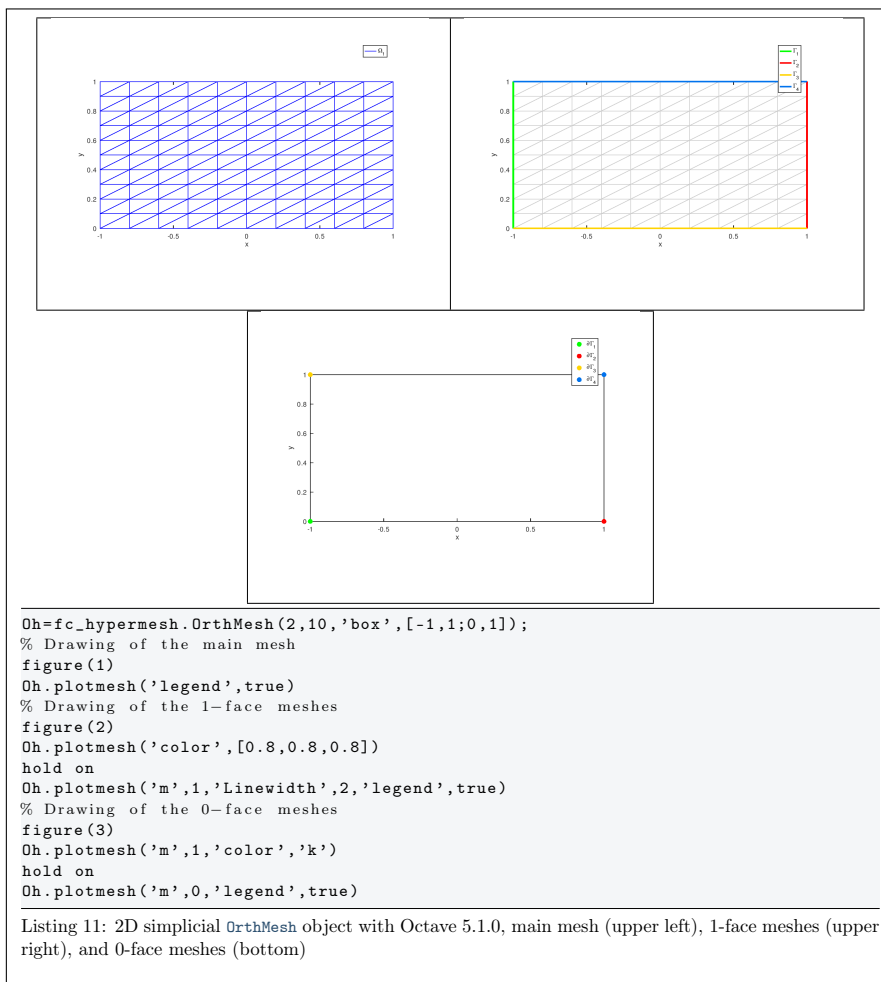 Ω1
1
0.8
0.6
y
0.4
0.2
0
-1 -0.5 0 0.5 1
x
Γ1
Γ2
Γ3
Γ4
1
0.8
0.6
y
0.4
0.2
0
-1 -0.5 0 0.5 1
x
∂Γ1
∂Γ2
∂Γ3
∂Γ4
1
0.8
0.6
y
0.4
0.2
0
-1 -0.5 0 0.5 1
x
Oh=fc_hypermesh.OrthMesh(2,10,'box',[-1,1;0,1]);
% Drawing of the main mesh
figure(1)
Oh.plotmesh('legend',true)
% Drawing of the 1-face meshes
figure(2)
Oh.plotmesh('color',[0.8,0.8,0.8])
hold on
Oh.plotmesh('m',1,'Linewidth',2,'legend',true)
% Drawing of the 0-face meshes
figure(3)
Oh.plotmesh('m',1,'color','k')
hold on
Oh.plotmesh('m',0,'legend',true)
Listing 11: 2D simplicial OrthMesh object with Octave 5.1.0, main mesh (upper left), 1-face meshes (upper
right), and 0-face meshes (bottom)